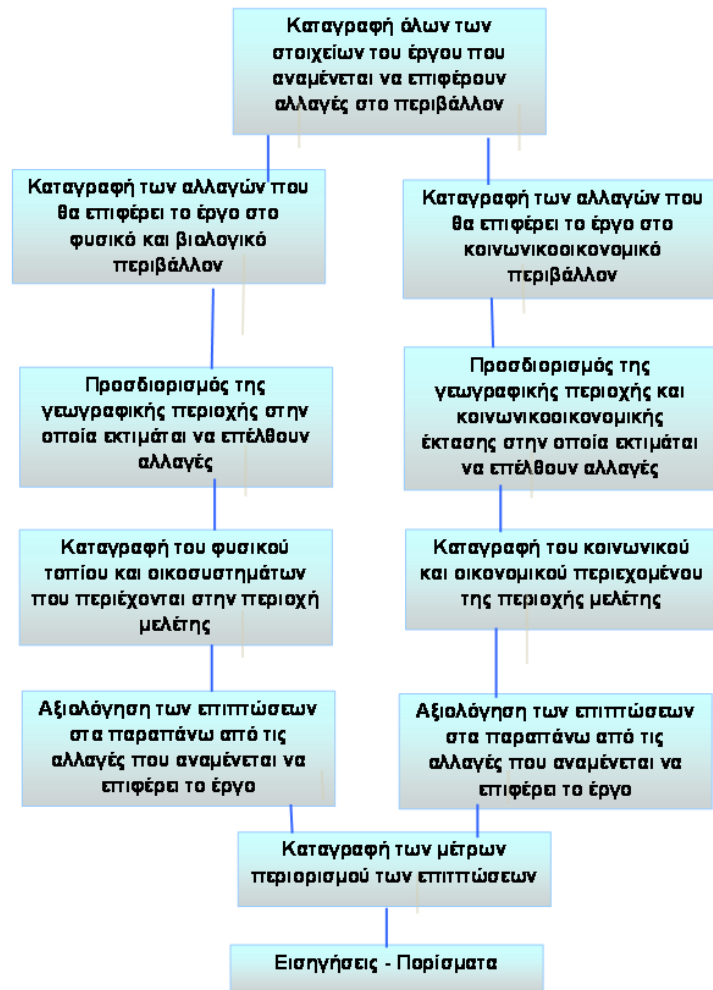 Καταγραφή όλων των
στοιχείων του έργου που
αναμένεται να επιφέρουν
αλλαγές στο περιβάλλον
Καταγραφή των αλλαγών που
θα επιφέρει το έργο στο
φυσικό και βιολογικό
περιβάλλον
Καταγραφή των αλλαγών που
θα επιφέρει το έργο στο
κοινωνικοοικονομικό
περιβάλλον
Προσδιορισμός της
γεωγραφικής περιοχής στην
οποία εκτιμάται να επέλθουν
αλλαγές
Προσδιορισμός της
γεωγραφικής περιοχής και
κοινωνικοοικονομικής
έκτασης στην οποία εκτιμάται
να επέλθουν αλλαγές
Καταγραφή του φυσικού
τοπίου και οικοσυστημάτων
που περιέχονται στην περιοχή
μελέτης
Καταγραφή του κοινωνικού
και οικονομικού περιεχομένου
της περιοχής μελέτης
Αξιολόγηση των επιπτώσεων
στα παραπάνω από τις
αλλαγές που αναμένεται να
επιφέρει το έργο
Αξιολόγηση των επιπτώσεων
στα παραπάνω από τις
αλλαγές που αναμένεται να
επιφέρει το έργο
Καταγραφή των μέτρων
περιορισμού των επιπτώσεων
Εισηγήσεις - Πορίσματα